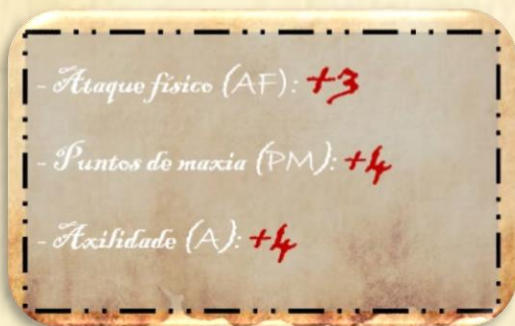 - Ataque físico (AF): +3
- Puntos de maxia (PM): +4
- Axilidade (A): +4